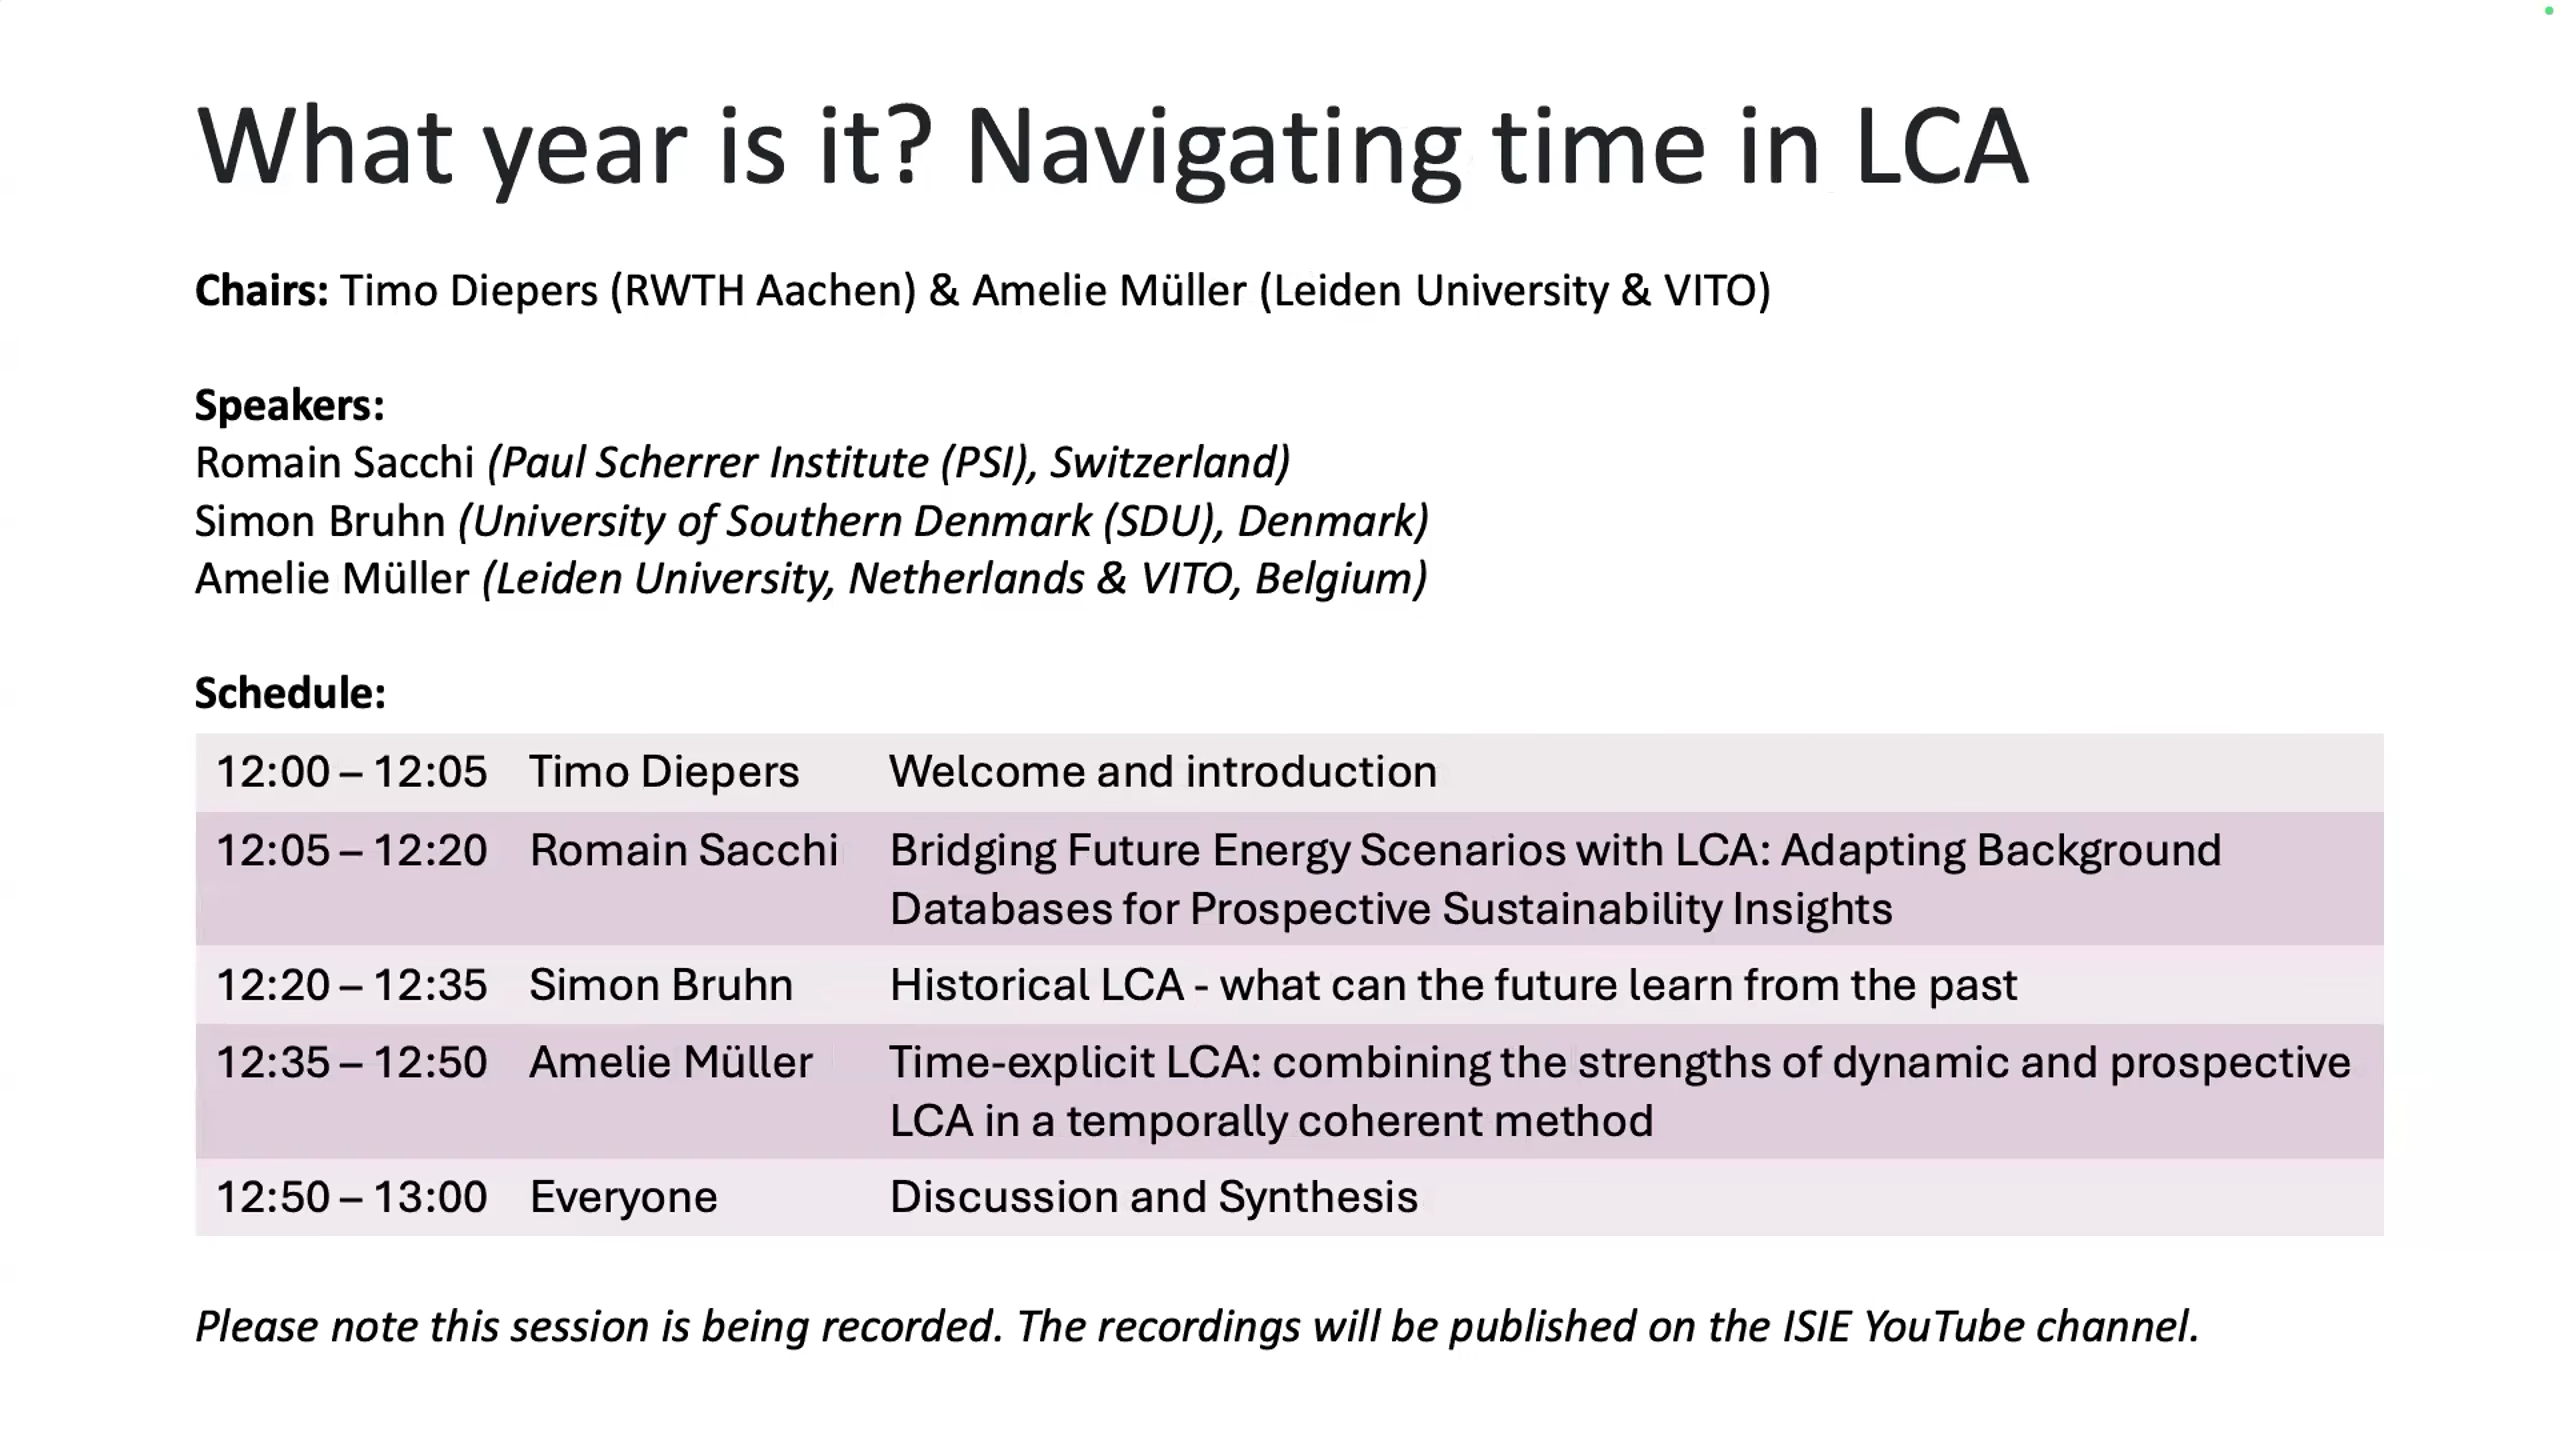 What year is it? Navigating time in LCA
Chairs: Timo Diepers (RWTH Aachen) & Amelie Müller (Leiden University & VITO)
Speakers:
Romain Sacchi (Paul Scherrer Institute (PSI), Switzerland)
Simon Bruhn (University of Southern Denmark (SDU), Denmark)
Amelie Müller (Leiden University, Netherlands & VITO, Belgium)
Schedule:
12:00 – 12:05 Timo Diepers Welcome and introduction
12:05 – 12:20 Romain Sacchi Bridging Future Energy Scenarios with LCA: Adapting Background
Databases for Prospective Sustainability Insights
12:20 – 12:35 Simon Bruhn Historical LCA - what can the future learn from the past
12:35 – 12:50 Amelie Müller Time-explicit LCA: combining the strengths of dynamic and prospective
LCA in a temporally coherent method
12:50 – 13:00 Everyone Discussion and Synthesis
Please note this session is being recorded. The recordings will be published on the ISIE YouTube channel.